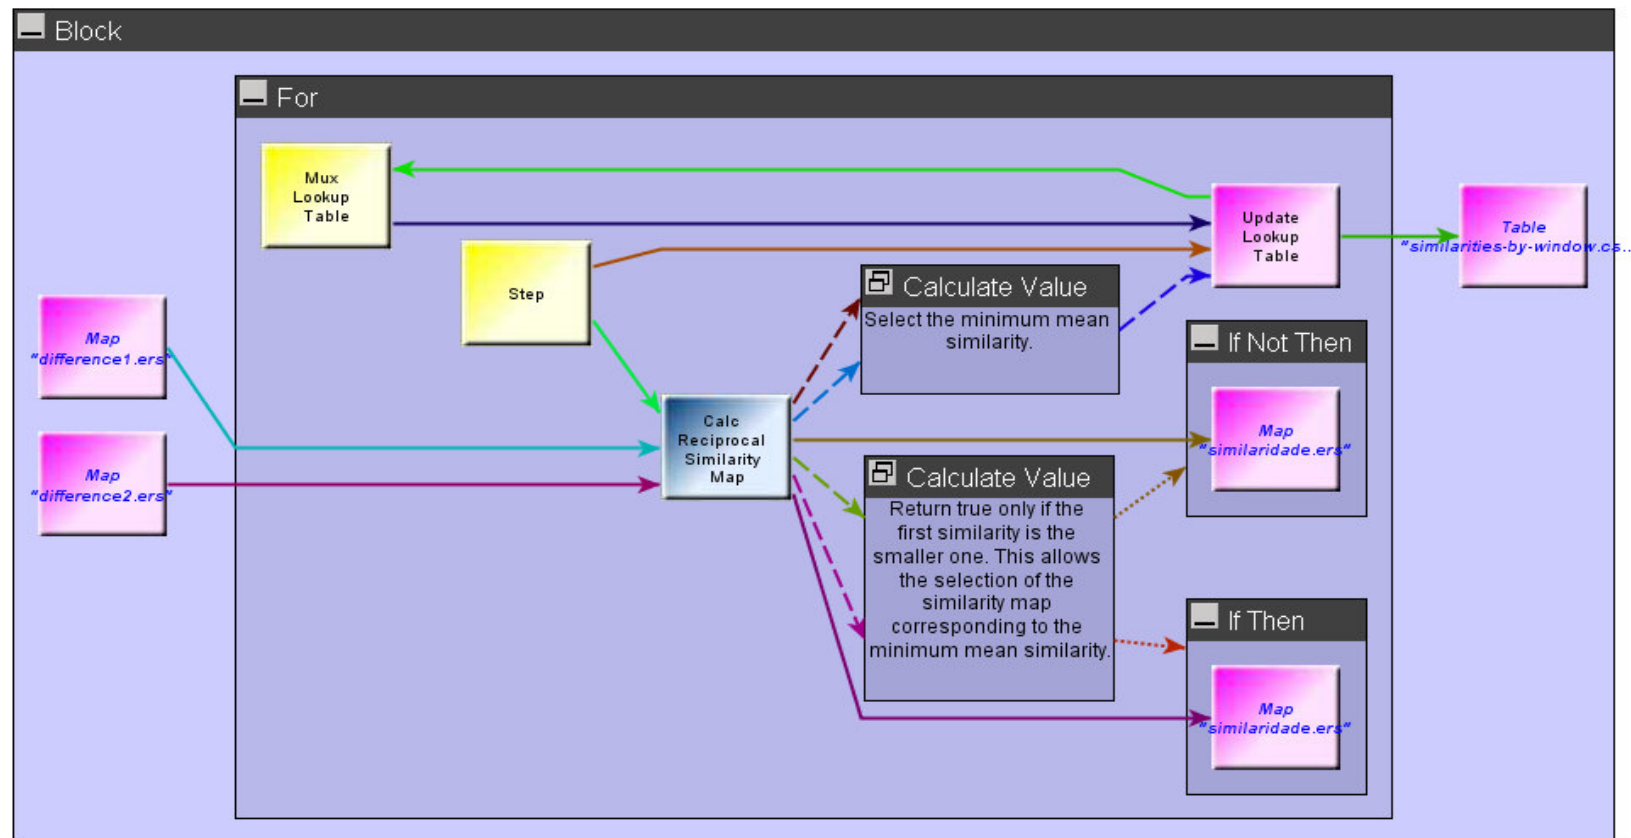 Block
For
Mux
Lookup
Table
Step
Update
Lookup
Table
Table
"similarities-by-window.cs...
Calculate Value
Select the minimum mean
similarity.
Map
"difference1.ers"
Map
"difference2.ers"
Calc
Reciprocal
Similarity
Map
If Not Then
Map
"similaridade.ers"
Calculate Value
Return true only if the
first similarity is the
smaller one. This allows
the selection of the
similarity map
corresponding to the
minimum mean similarity.
If Then
Map
"similaridade.ers"